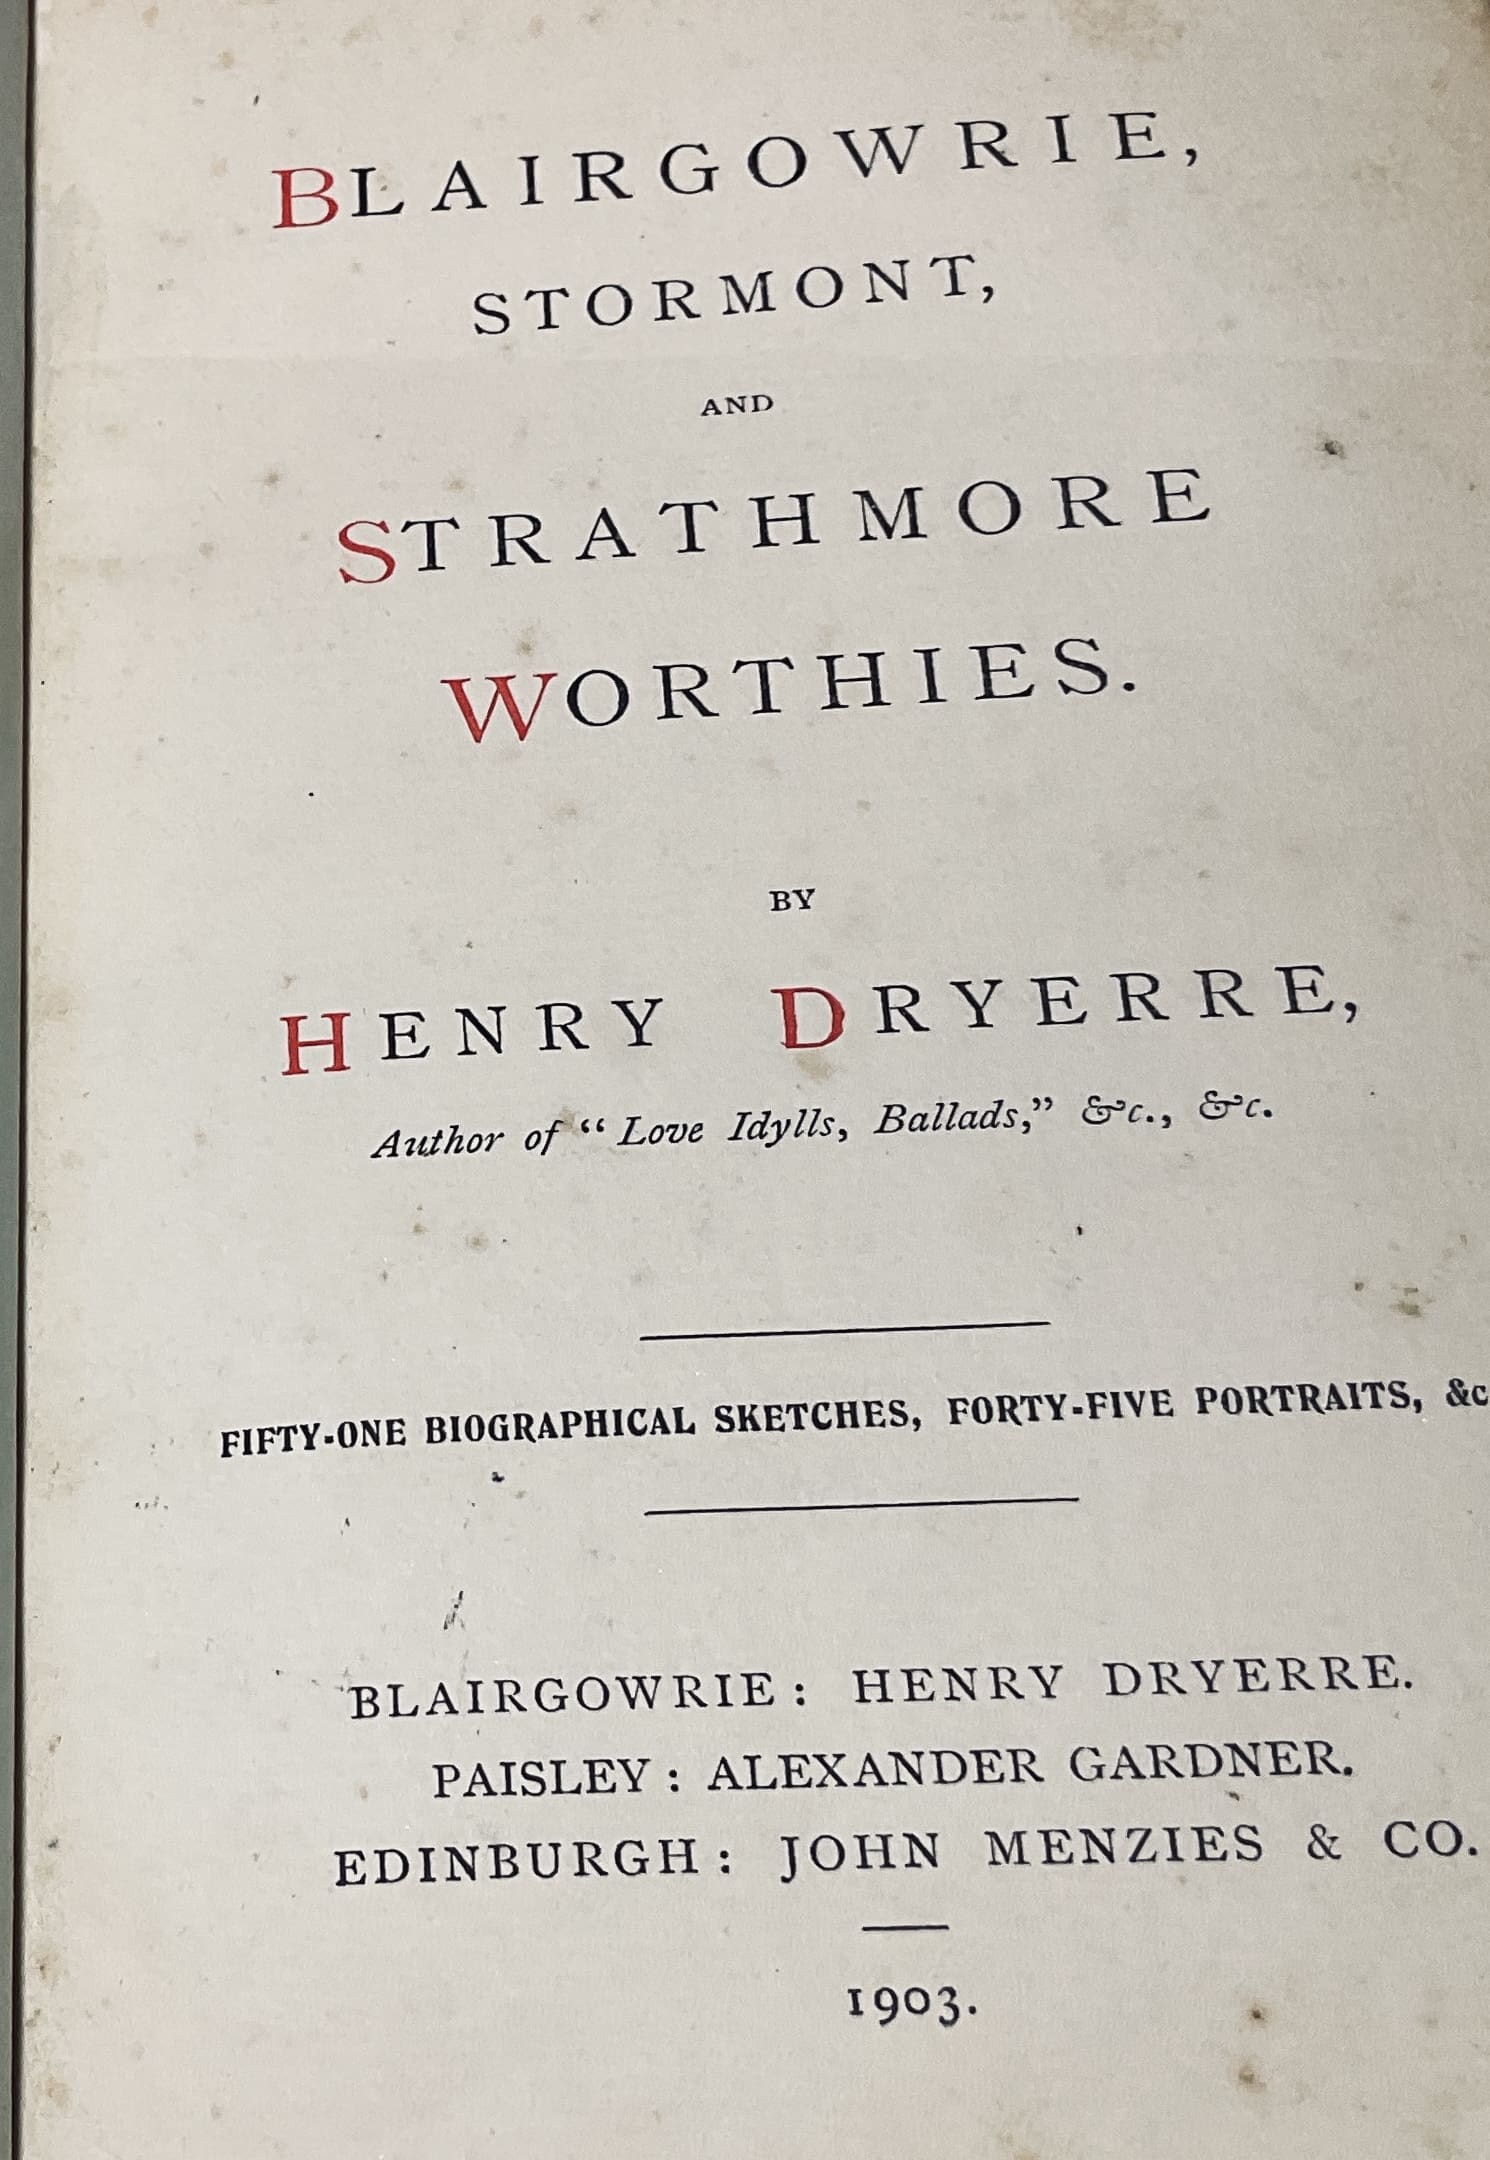 BLAIRGOWRIE,
STORMONT,
AND
STRATHMORE
WORTHIES.
BY
HENRY DRYERRE,
Author of “Love Idylls, Ballads,” &c., &c.
FIFTY-ONE BIOGRAPHICAL SKETCHES, FORTY-FIVE PORTRAITS, &c
BLAIRGOWRIE: HENRY DRYERRE.
PAISLEY: ALEXANDER GARDNER.
EDINBURGH: JOHN MENZIES & CO.
1903.